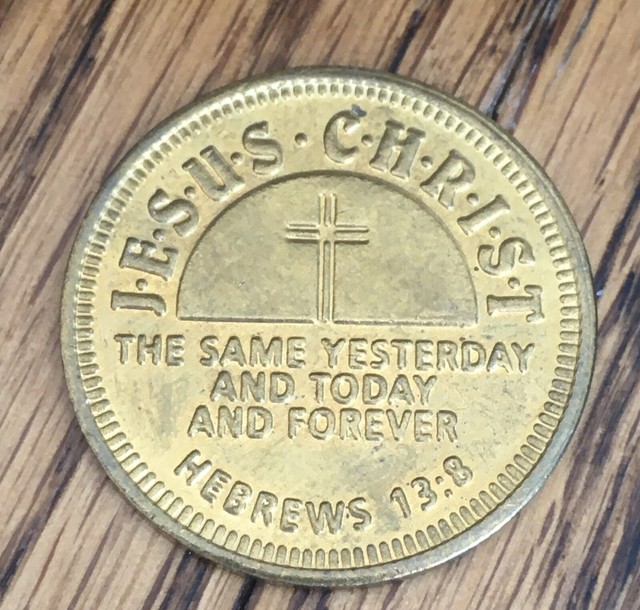 J·E·S·U·S · C·H·R·I·S·T
THE SAME YESTERDAY
AND TODAY
AND FOREVER
HEBREWS 13:8